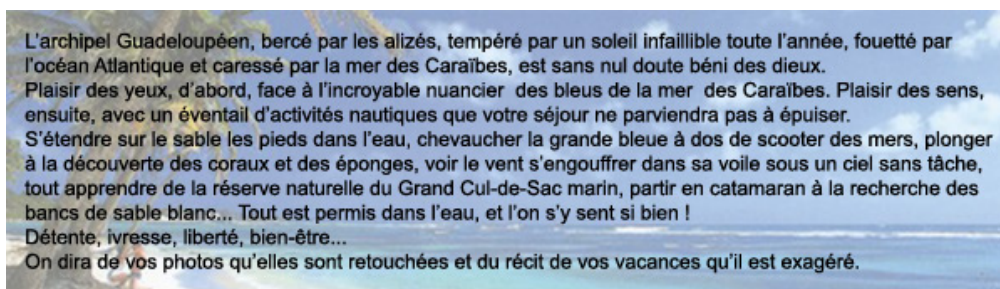 L'archipel Guadeloupéen, bercé par les alizés, tempéré par un soleil infaillible toute l'année, fouetté par
l'océan Atlantique et caressé par la mer des Caraïbes, est sans nul doute béni des dieux.
Plaisir des yeux, d'abord, face à l'incroyable nuancier des bleus de la mer des Caraïbes. Plaisir des sens,
ensuite, avec un éventail d'activités nautiques que votre séjour ne parviendra pas à épuiser.
S'étendre sur le sable les pieds dans l'eau, chevaucher la grande bleue à dos de scooter des mers, plonger
à la découverte des coraux et des éponges, voir le vent s'engouffrer dans sa voile sous un ciel sans tâche,
tout apprendre de la réserve naturelle du Grand Cul-de-Sac marin, partir en catamaran à la recherche des
bancs de sable blanc... Tout est permis dans l'eau, et l'on s'y sent si bien !
Détente, ivresse, liberté, bien-être...
On dira de vos photos qu'elles sont retouchées et du récit de vos vacances qu'il est exagéré.